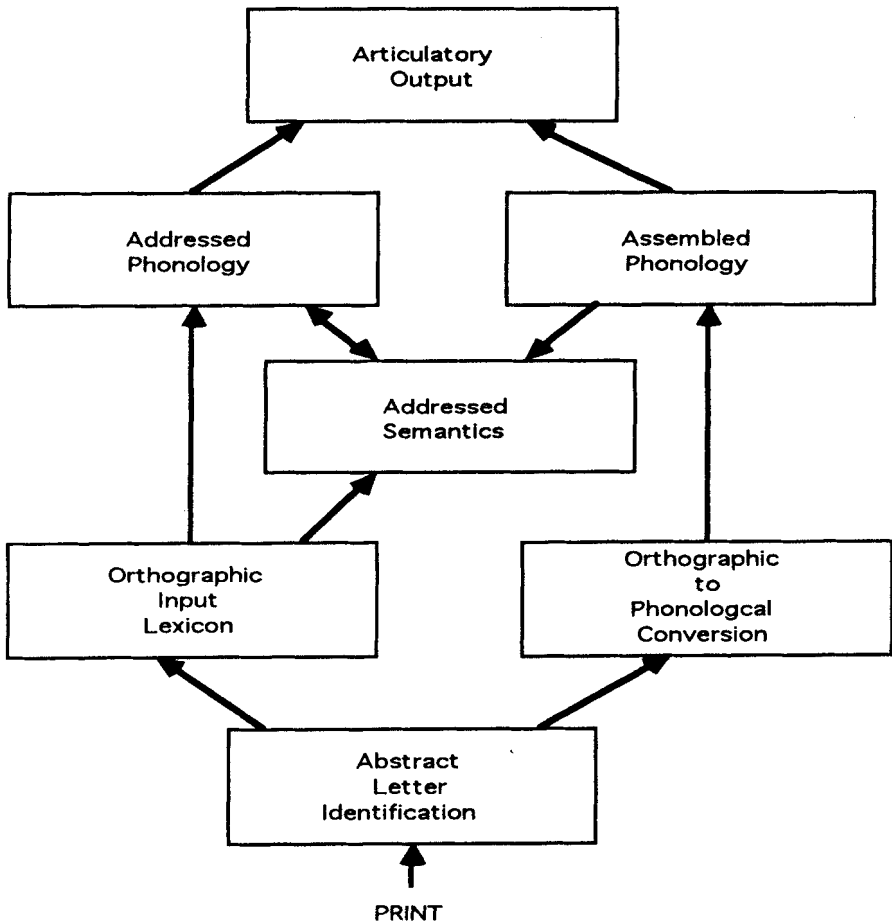 Articulatory
Output
Addressed
Phonology
Assembled
Phonology
Addressed
Semantics
Orthographic
Input
Lexicon
Orthographic
to
Phonologcal
Conversion
Abstract
Letter
Identification
PRINT